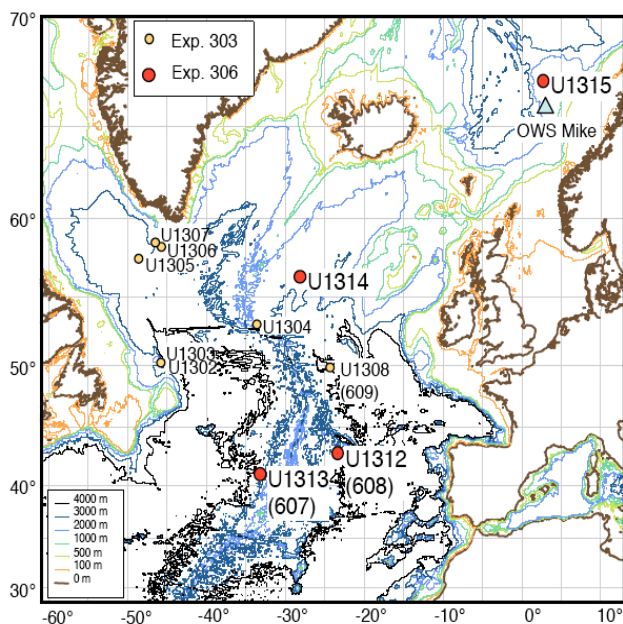 70°
Exp. 303
Exp. 306
U1315
OWS Mike
60°
U1307
U1306
U1305
U1314
U1304
50°
U1303
U1302
U1308
(609)
U1312
(608)
U1313
(607)
40°
4000 m
3000 m
2000 m
1000 m
500 m
100 m
0 m
30°
-60° -50° -40° -30° -20° -10° 0° 10°